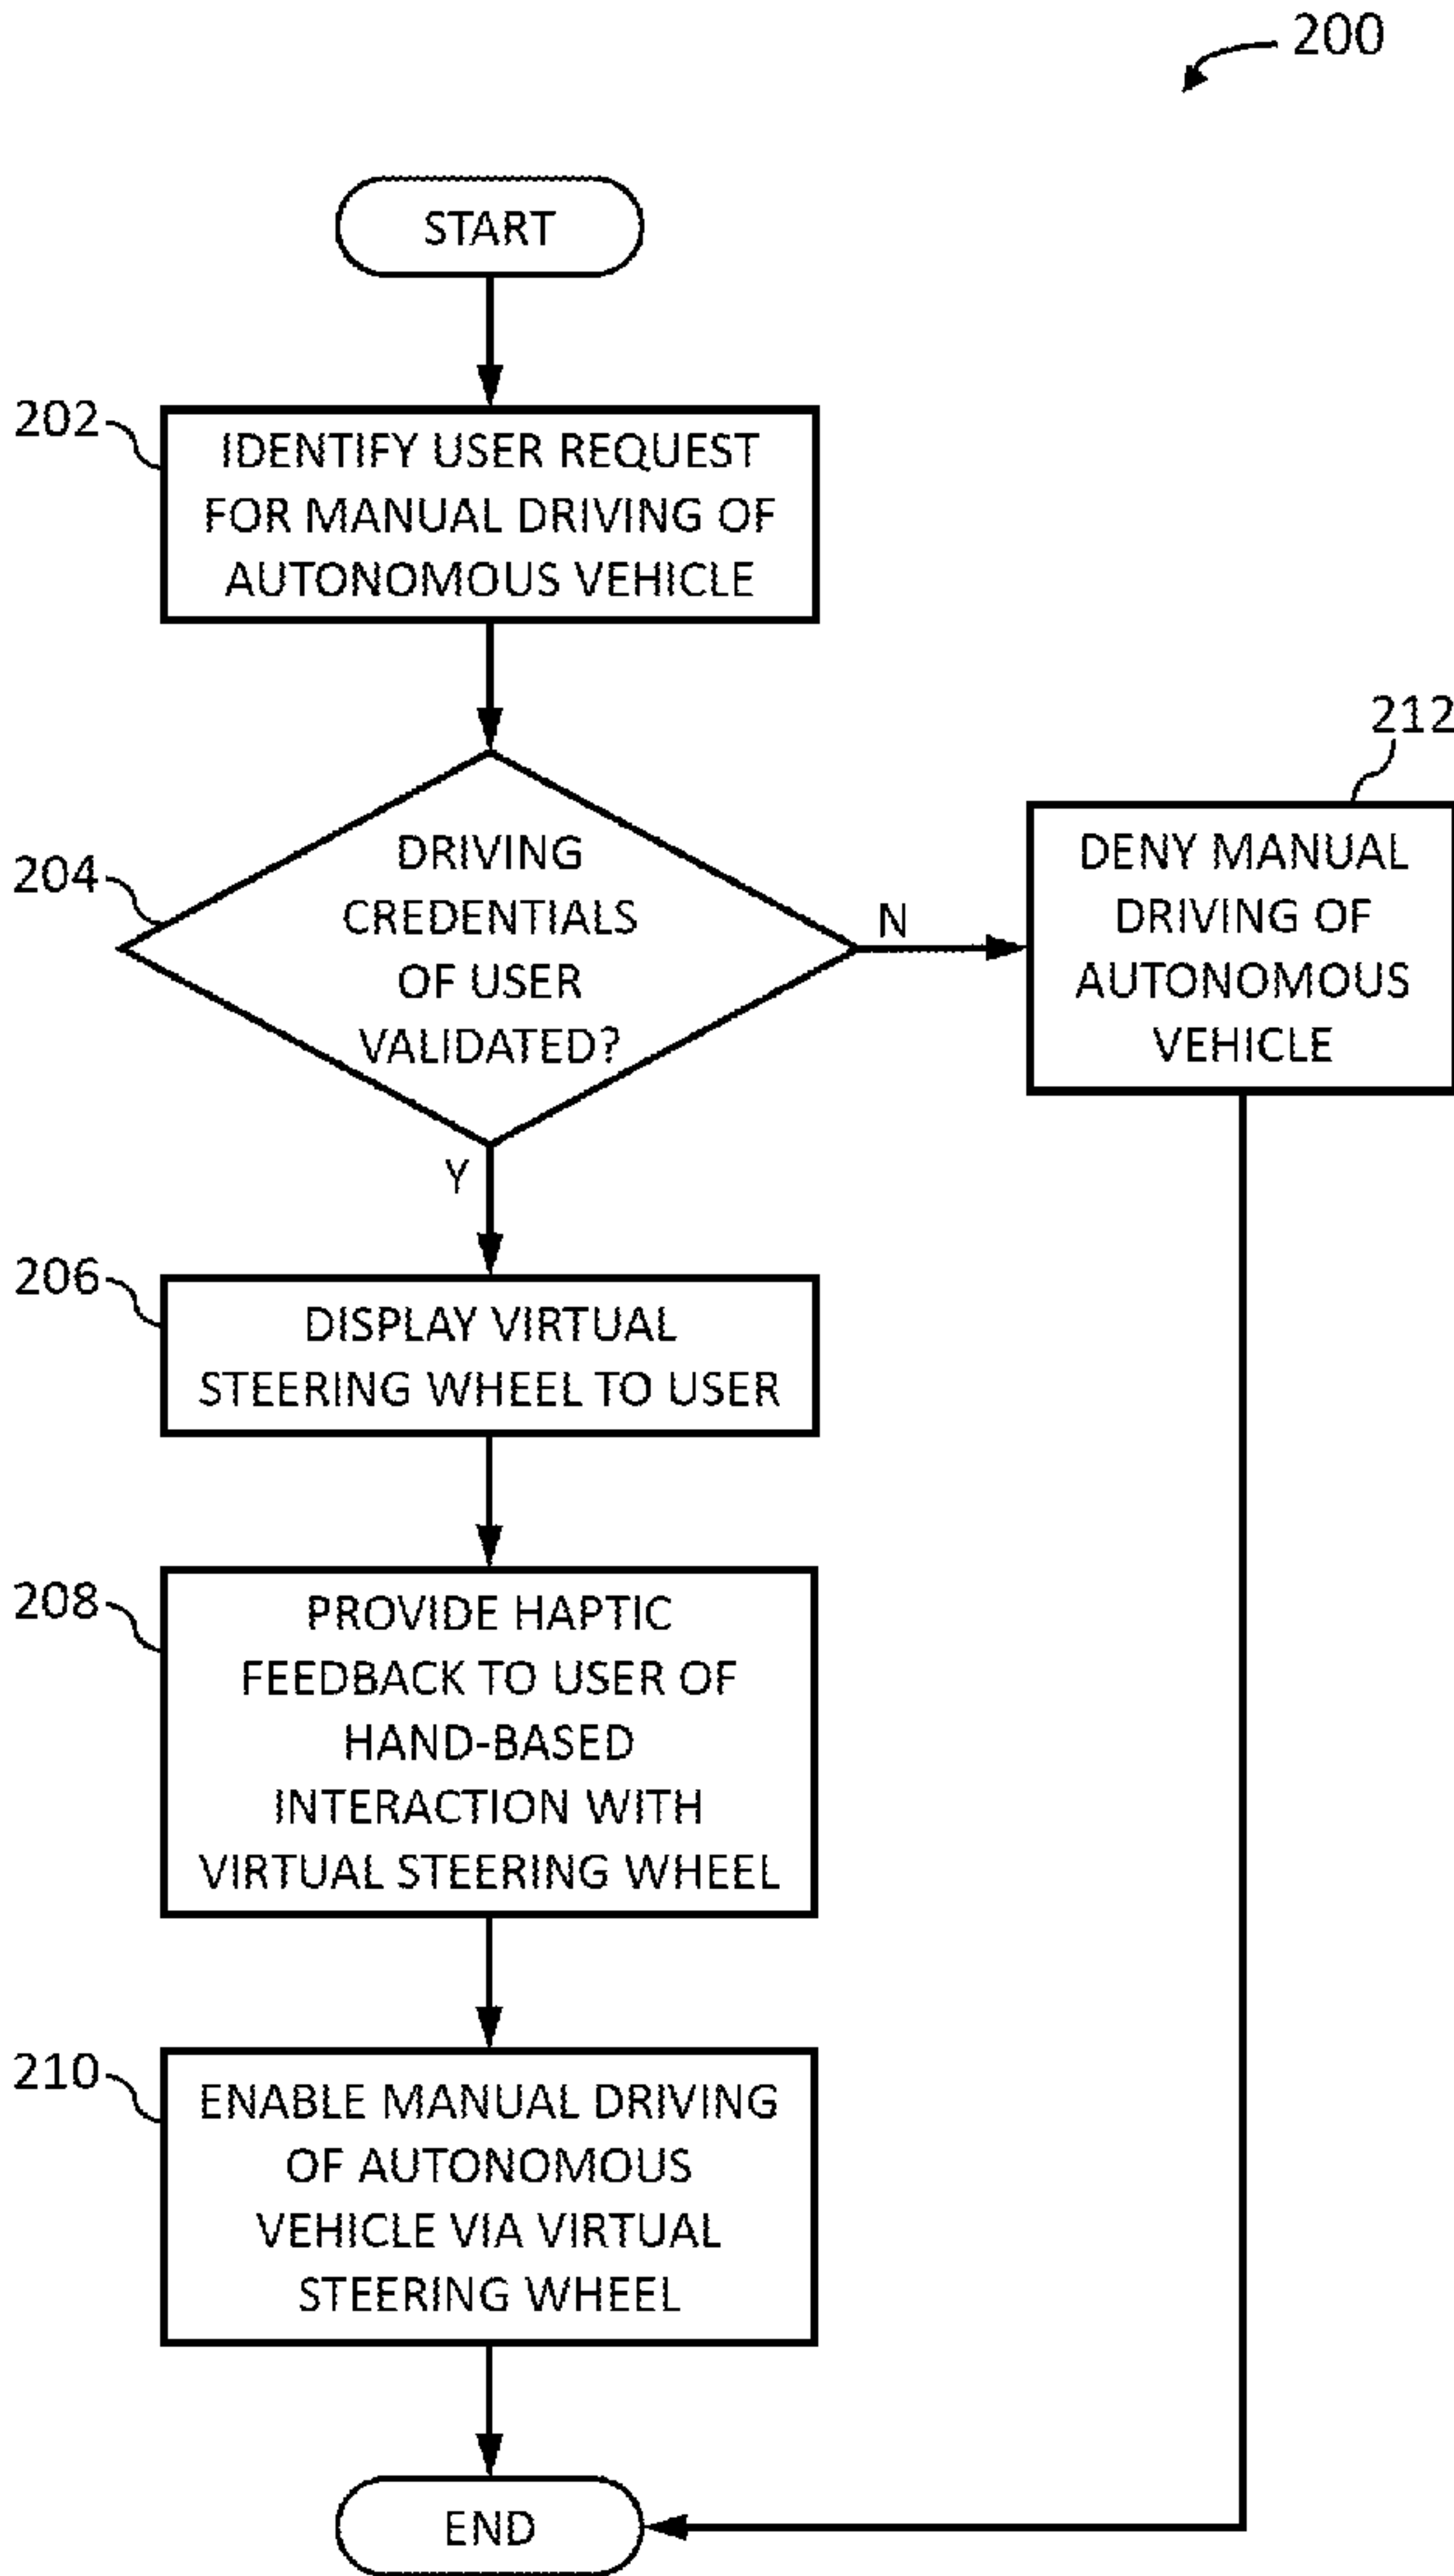 200
START
202
IDENTIFY USER REQUEST
FOR MANUAL DRIVING OF
AUTONOMOUS VEHICLE
204
DRIVING
CREDENTIALS
OF USER
VALIDATED?
N
212
DENY MANUAL
DRIVING OF
AUTONOMOUS
VEHICLE
Y
206
DISPLAY VIRTUAL
STEERING WHEEL TO USER
208
PROVIDE HAPTIC
FEEDBACK TO USER OF
HAND-BASED
INTERACTION WITH
VIRTUAL STEERING WHEEL
210
ENABLE MANUAL DRIVING
OF AUTONOMOUS
VEHICLE VIA VIRTUAL
STEERING WHEEL
END